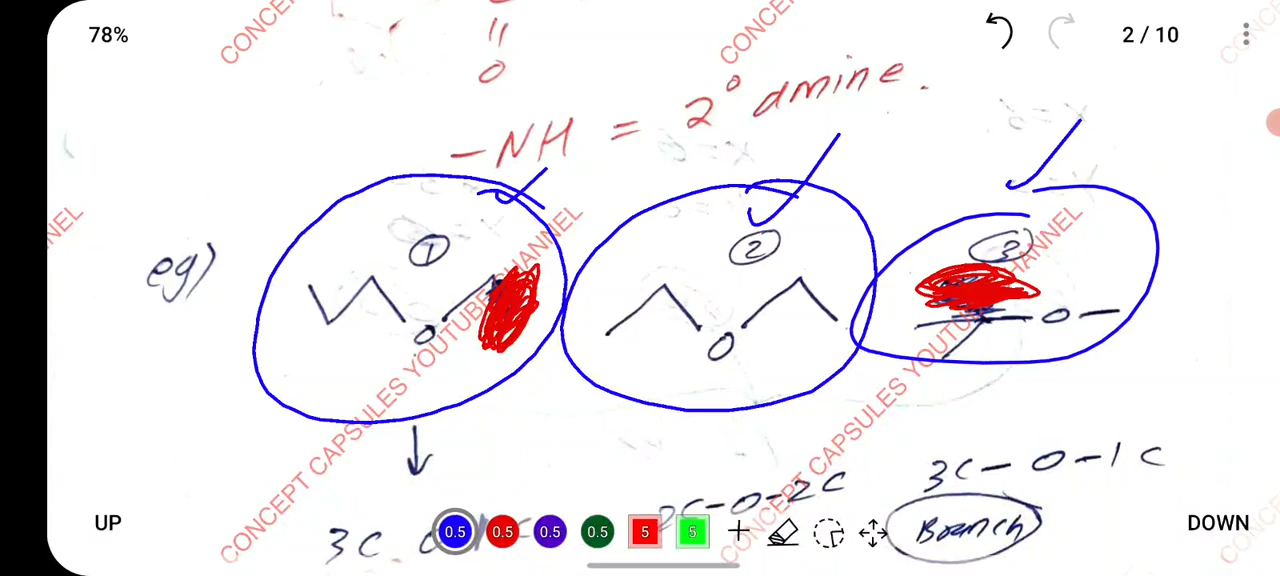 78%
2 / 10
O
-NH = 2° amine.
eg)
① ② ③
O O O
3C-O-1C
C-O-2C
3C
Branch
0.5 0.5 0.5 0.5 5 5
UP
DOWN
CONCEPT CAPSULES YOUTUBE CHANNEL
CONCEPT CAPSULES YOUTUBE CHANNEL